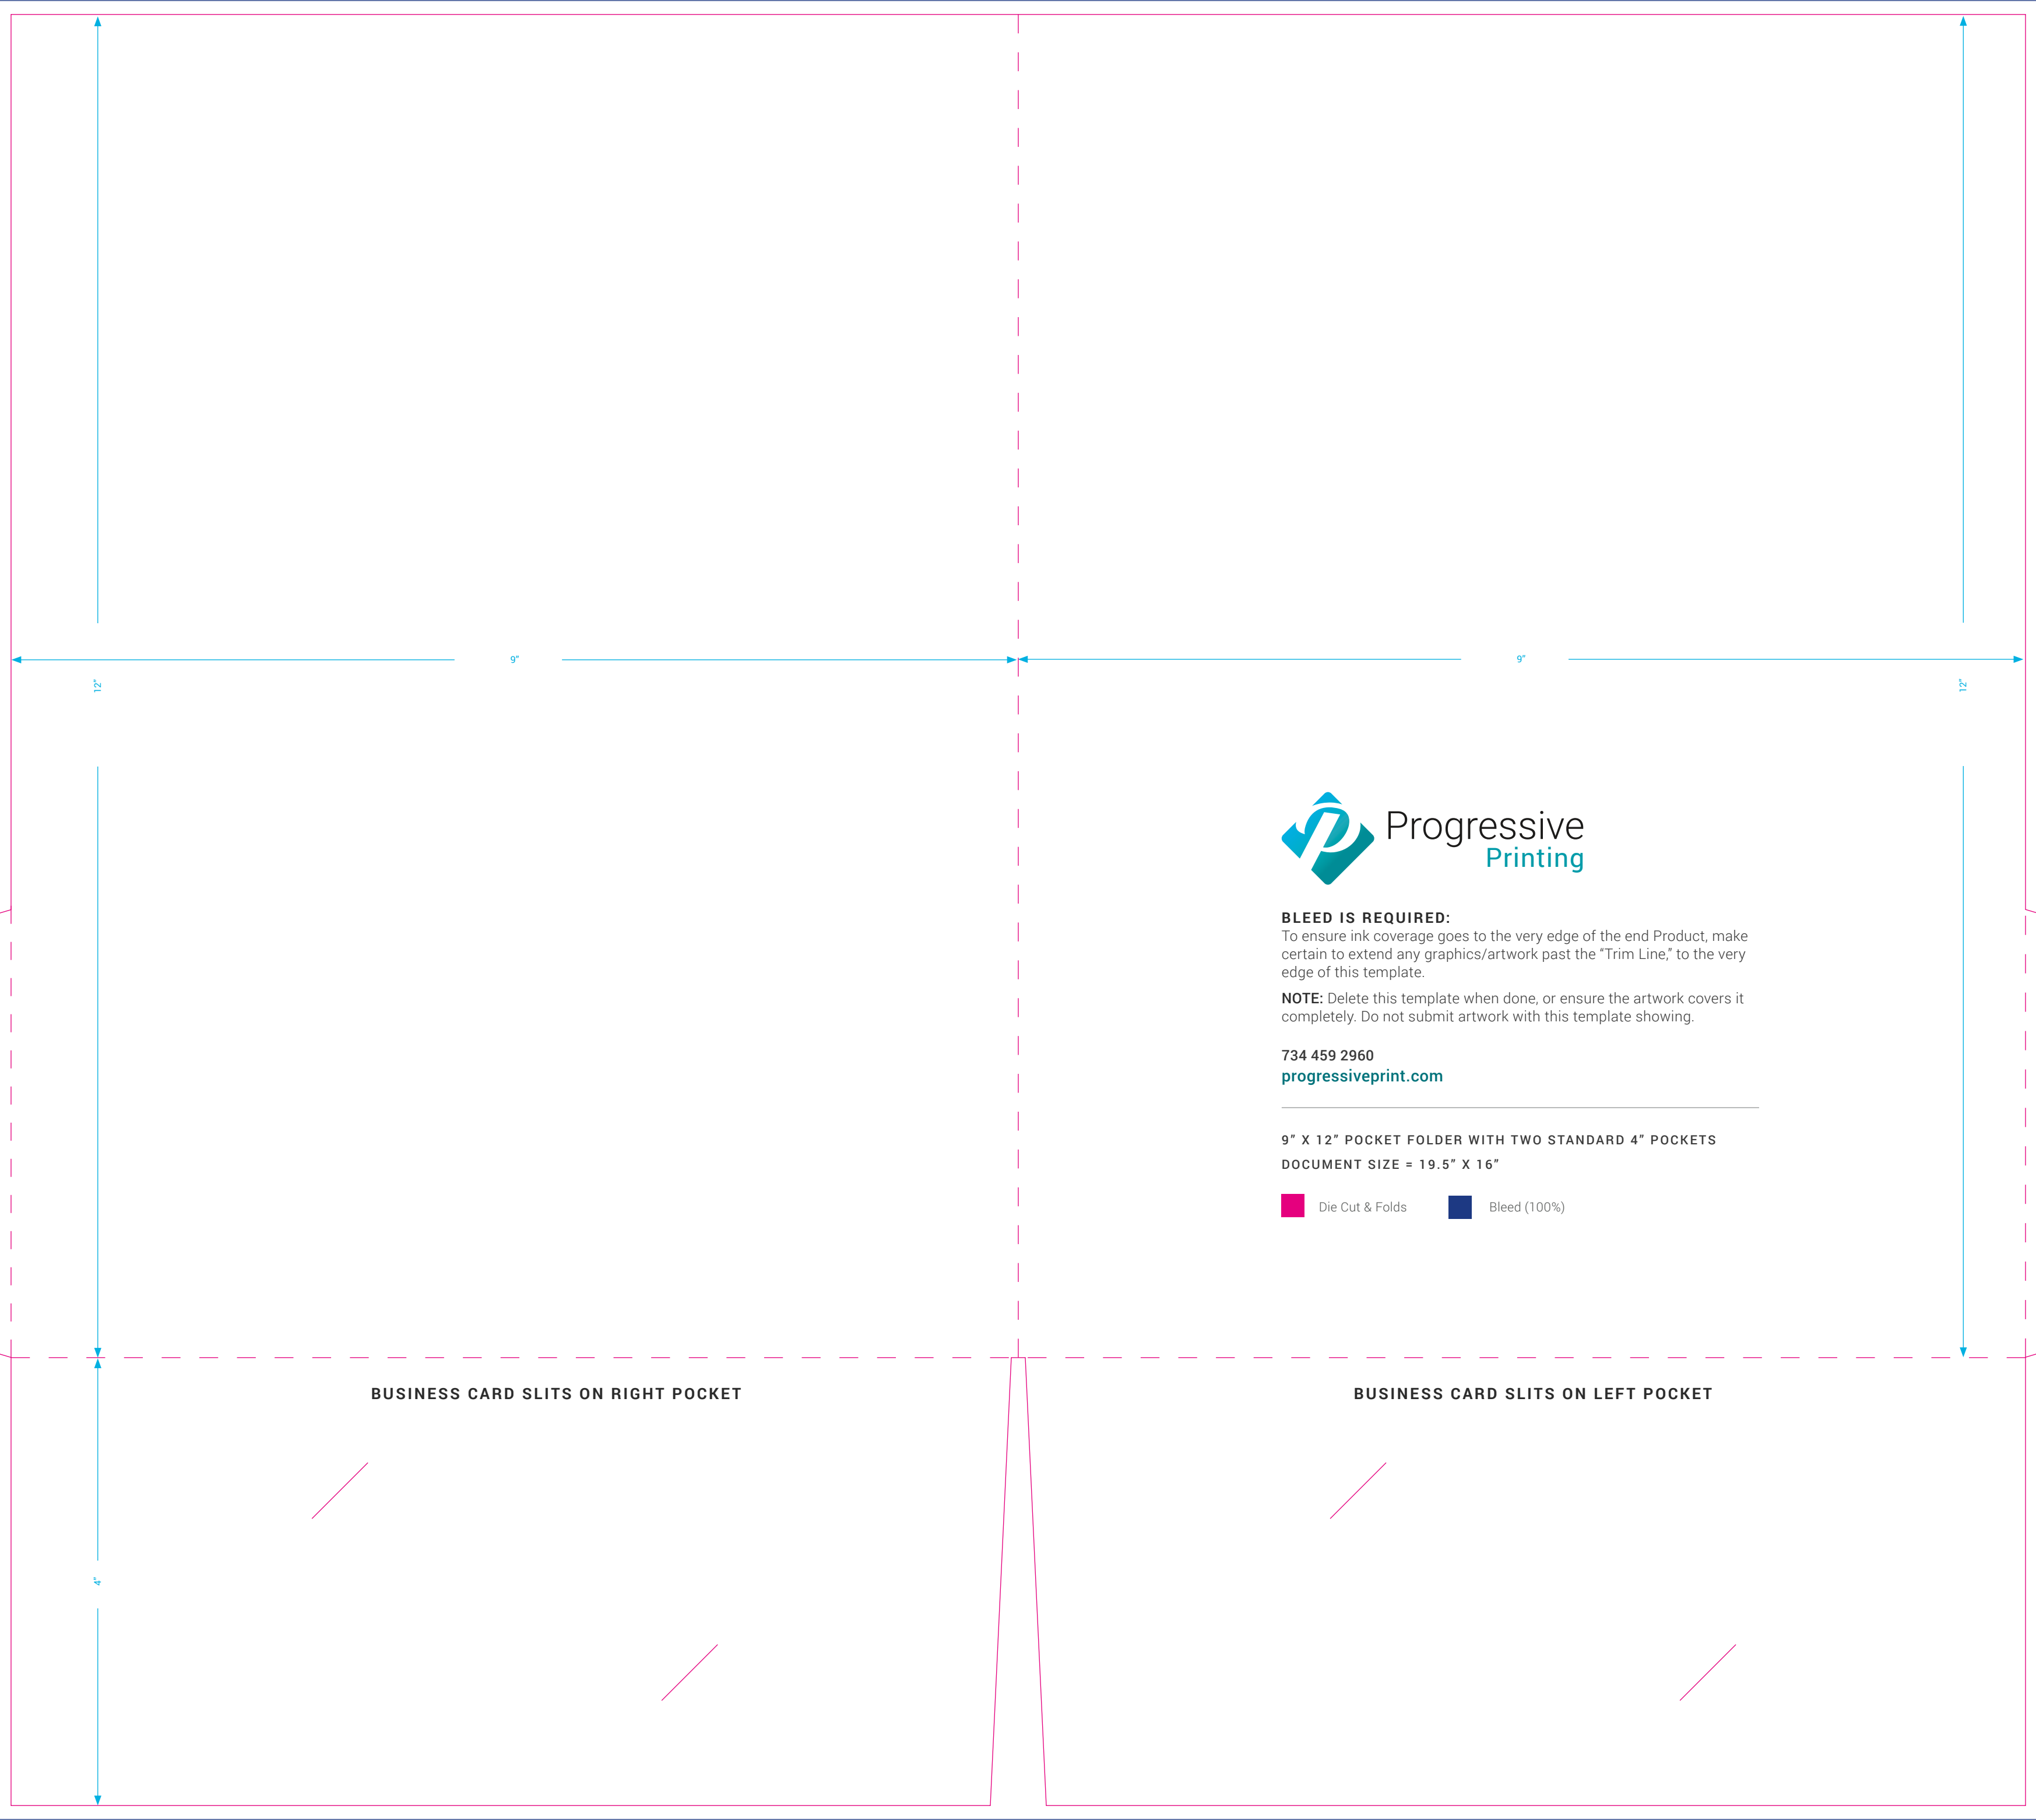 9”
9”
12”
12”
Progressive
Printing
BLEED IS REQUIRED:
To ensure ink coverage goes to the very edge of the end Product, make
certain to extend any graphics/artwork past the “Trim Line,” to the very
edge of this template.
NOTE: Delete this template when done, or ensure the artwork covers it
completely. Do not submit artwork with this template showing.
734 459 2960
progressiveprint.com
9” X 12” POCKET FOLDER WITH TWO STANDARD 4” POCKETS
DOCUMENT SIZE = 19.5” X 16”
Die Cut & Folds
Bleed (100%)
BUSINESS CARD SLITS ON RIGHT POCKET
BUSINESS CARD SLITS ON LEFT POCKET
4”